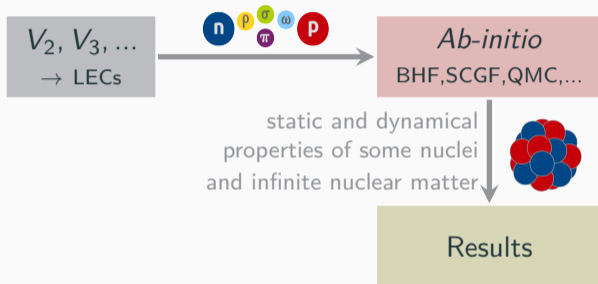 V₂, V₃, ...
→ LECs
n ρ σ π ω p
Ab-initio
BHF,SCGF,QMC,...
static and dynamical
properties of some nuclei
and infinite nuclear matter
Results